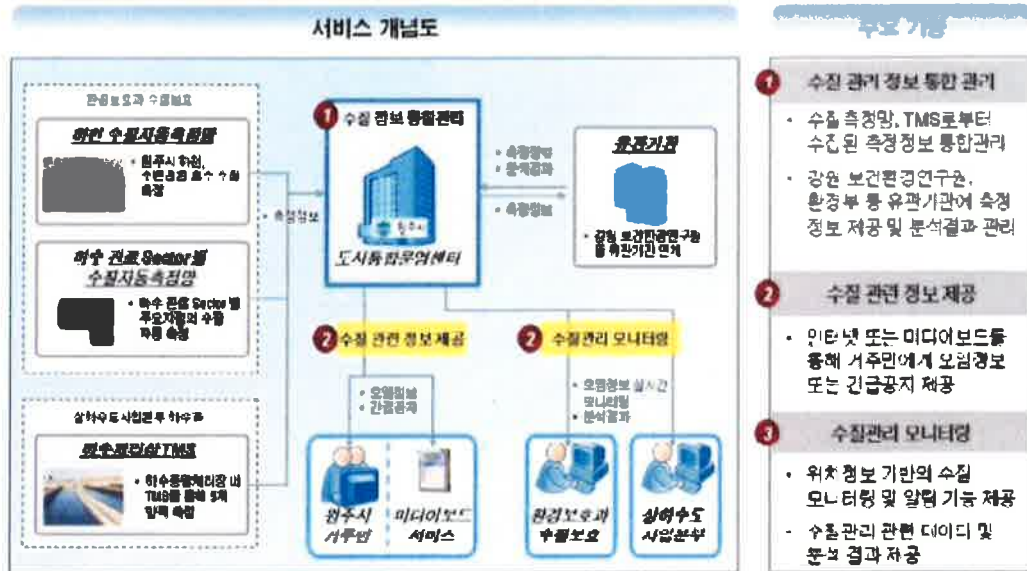 서비스 개념도
주요 기능
환경보호과 수질보호
하천 수질자동측정망
• 원주시 하천,
측정
하수 관료 Sector별
수질자동측정망
• 하수 관료 Sector 별
주요지점의 수질
자동 측정
상하수도사업본부 하수과
하수처리장 TMS
• 하수종말처리장 내
TMS를 통해 5개
항목 측정
• 측정정보
1 수질 정보 통합관리
원주시
도시통합운영센터
• 측정정보
• 분석결과
• 측정정보
유관기관
• 강원 보건환경연구원
등 유관기관 연계
2 수질 관련 정보 제공
• 오염정보
• 긴급공지
2 수질관리 모니터링
• 오염정보 실시간
모니터링
• 분석결과
원주시
거주민
미디어보드
서비스
환경보호과
수질보호
상하수도
사업본부
1 수질 관리 정보 통합 관리
• 수질 측정망, TMS로부터
수집된 측정정보 통합관리
• 강원 보건환경연구원,
환경부 등 유관기관에 측정
정보 제공 및 분석결과 관리
2 수질 관련 정보 제공
• 인터넷 또는 미디어보드를
통해 거주민에게 오염정보
또는 긴급공지 제공
3 수질관리 모니터링
• 위치정보 기반의 수질
모니터링 및 알림 기능 제공
- 수질관리 관련 데이터 및
분석 결과 제공